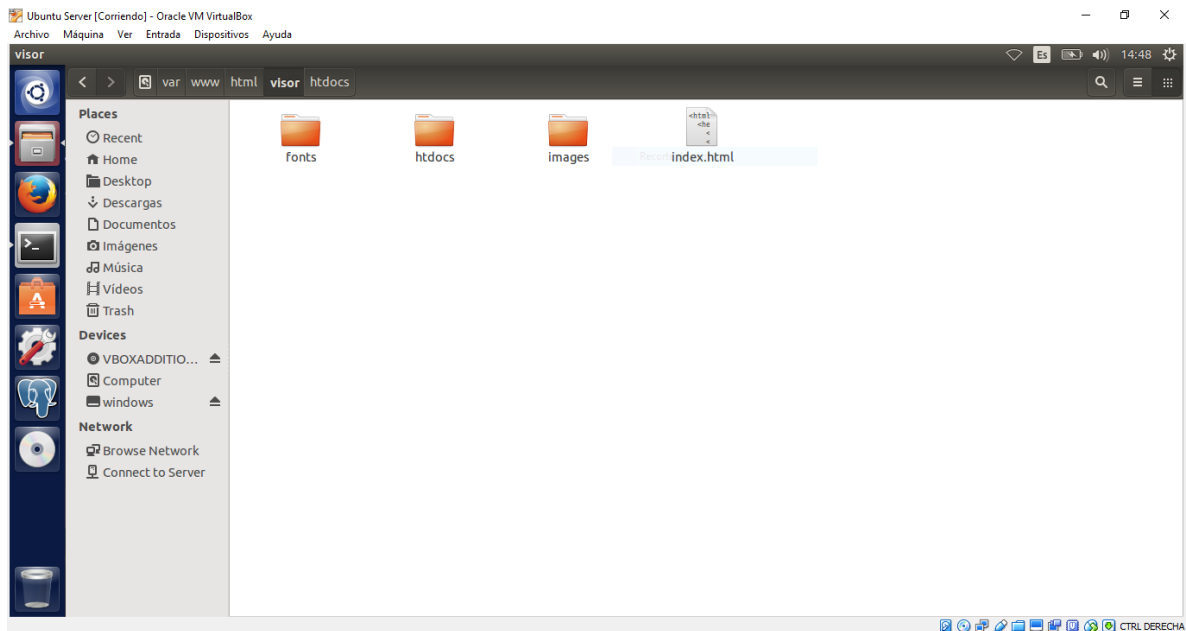 Ubuntu Server [Corriendo] - Oracle VM VirtualBox
Archivo Máquina Ver Entrada Dispositivos Ayuda
visor Es 14:48
var www html visor htdocs
Places
Recent
Home
Desktop
Descargas
Documentos
Imágenes
Música
Vídeos
Trash
Devices
VBOXADDITIO...
Computer
windows
Network
Browse Network
Connect to Server
fonts htdocs images index.html
<html
<he
<
<
CTRL DERECHA